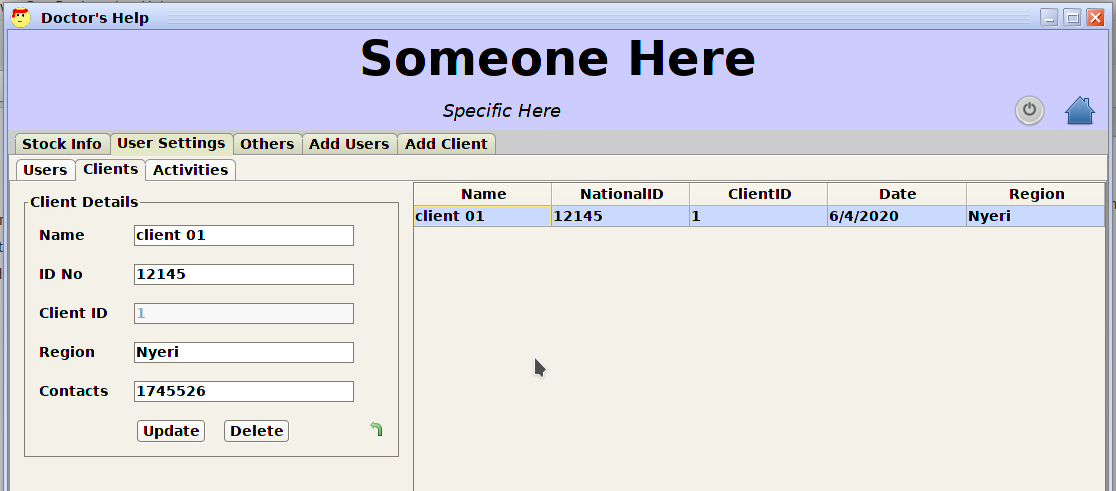 Doctor's Help
Someone Here
Specific Here
Stock Info User Settings Others Add Users Add Client
Users Clients Activities
Client Details
Name client 01
ID No 12145
Client ID 1
Region Nyeri
Contacts 1745526
Update Delete
Name NationalID ClientID Date Region
client 01 12145 1 6/4/2020 Nyeri